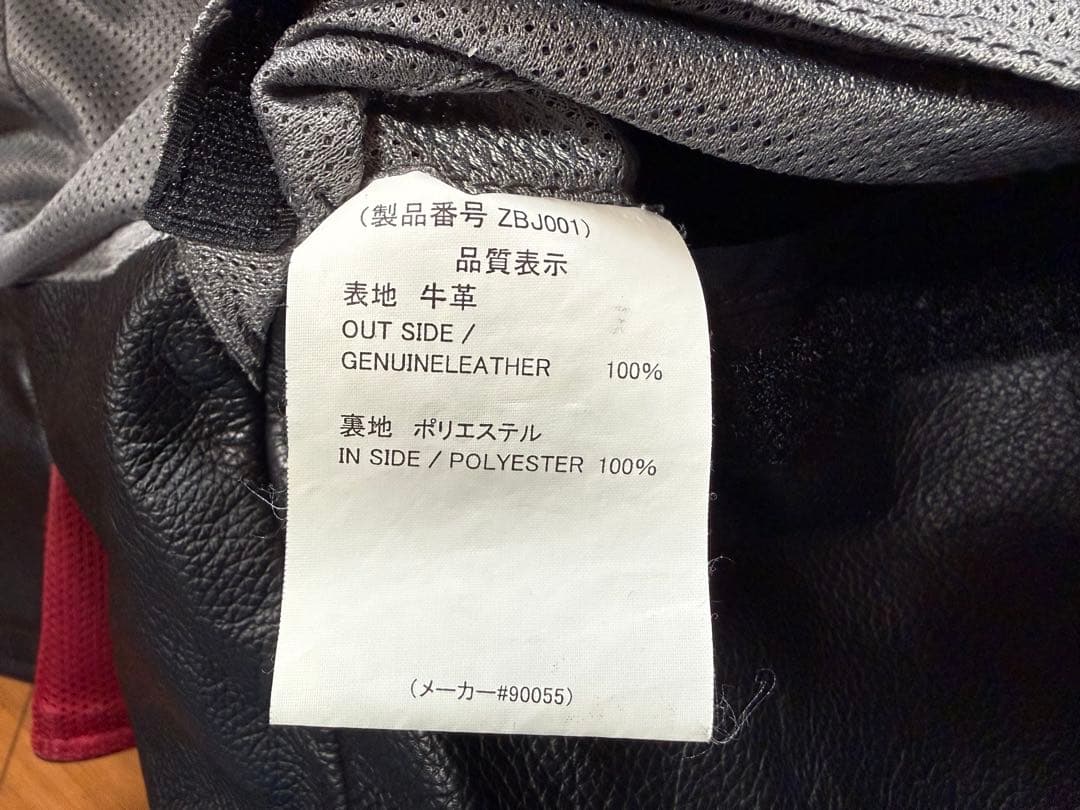 (製品番号 ZBJ001)
品質表示
表地 牛革
OUT SIDE /
GENUINELEATHER 100%
裏地 ポリエステル
IN SIDE / POLYESTER 100%
(メーカー#90055)